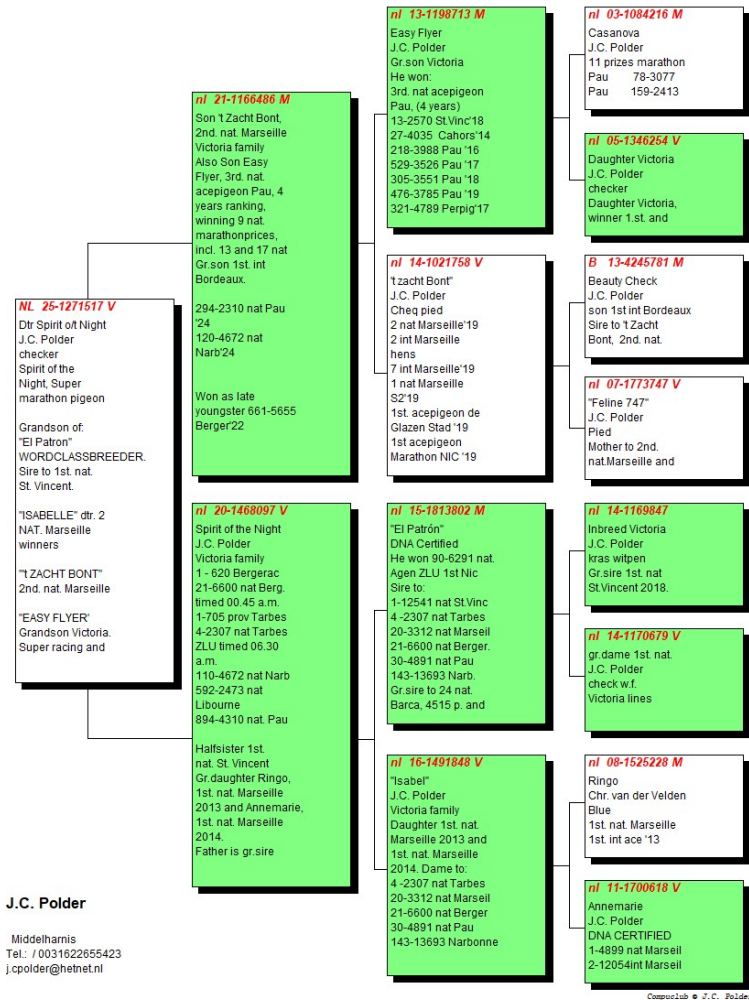 NL 25-1271517 V
Dtr Spirit o/t Night
J.C. Polder
checker
Spirit of the
Night, Super
marathon pigeon
Grandson of:
"El Patron"
WORDCLASSBREEDER.
Sire to 1st. nat.
St. Vincent.
"ISABELLE" dtr. 2
NAT. Marseille
winners
"'t ZACHT BONT"
2nd. nat. Marseille
"EASY FLYER'
Grandson Victoria.
Super racing and
nl 21-1166486 M
Son 't Zacht Bont,
2nd. nat. Marseille
Victoria family
Also Son Easy
Flyer, 3rd. nat.
acepigeon Pau, 4
years ranking,
winning 9 nat.
marathonprices,
incl. 13 and 17 nat
Gr.son 1st. int
Bordeaux.
294-2310 nat Pau
'24
120-4672 nat
Narb'24
Won as late
youngster 661-5655
Berger'22
nl 20-1468097 V
Spirit of the Night
J.C. Polder
Victoria family
1 - 620 Bergerac
21-6600 nat Berg.
timed 00.45 a.m.
1-705 prov Tarbes
4-2307 nat Tarbes
ZLU timed 06.30
a.m.
110-4672 nat Narb
592-2473 nat
Libourne
894-4310 nat. Pau
Halfsister 1st.
nat. St. Vincent
Gr.daughter Ringo,
1st. nat. Marseille
2013 and Annemarie,
1st. nat. Marseille
2014.
Father is gr.sire
nl 13-1198713 M
Easy Flyer
J.C. Polder
Gr.son Victoria
He won:
3rd. nat acepigeon
Pau, (4 years)
13-2570 St.Vinc'18
27-4035 Cahors'14
218-3988 Pau '16
529-3526 Pau '17
305-3551 Pau '18
476-3785 Pau '19
321-4789 Perpig'17
nl 14-1021758 V
't zacht Bont"
J.C. Polder
Cheq pied
2 nat Marseille'19
2 int Marseille
hens
7 int Marseille'19
1 nat Marseille
S2'19
1st. acepigeon de
Glazen Stad '19
1st acepigeon
Marathon NIC '19
nl 15-1813802 M
"El Patrón"
DNA Certified
He won 90-6291 nat.
Agen ZLU 1st Nic
Sire to:
1-12541 nat St.Vinc
4 -2307 nat Tarbes
20-3312 nat Marseil
21-6600 nat Berger.
30-4891 nat Pau
143-13693 Narb.
Gr.sire to 24 nat.
Barca, 4515 p. and
nl 16-1491848 V
"Isabel"
J.C. Polder
Victoria family
Daughter 1st. nat.
Marseille 2013 and
1st. nat. Marseille
2014. Dame to:
4 -2307 nat Tarbes
20-3312 nat Marseil
21-6600 nat Berger
30-4891 nat Pau
143-13693 Narbonne
nl 03-1084216 M
Casanova
J.C. Polder
11 prizes marathon
Pau 78-3077
Pau 159-2413
nl 05-1346254 V
Daughter Victoria
J.C. Polder
checker
Daughter Victoria,
winner 1.st. and
B 13-4245781 M
Beauty Check
J.C. Polder
son 1st int Bordeaux
Sire to 't Zacht
Bont, 2nd. nat.
nl 07-1773747 V
"Feline 747"
J.C. Polder
Pied
Mother to 2nd.
nat.Marseille and
nl 14-1169847
Inbreed Victoria
J.C. Polder
kras witpen
Gr.sire 1st. nat
St.Vincent 2018.
nl 14-1170679 V
gr.dame 1st. nat.
J.C. Polder
check w.f.
Victoria lines
nl 08-1525228 M
Ringo
Chr. van der Velden
Blue
1st. nat. Marseille
1st. int ace '13
nl 11-1700618 V
Annemarie
J.C. Polder
DNA CERTIFIED
1-4899 nat Marseil
2-12054int Marseil
J.C. Polder
Middelharnis
Tel.: / 0031622655423
j.cpolder@hetnet.nl
Compuclub © J.C. Polder